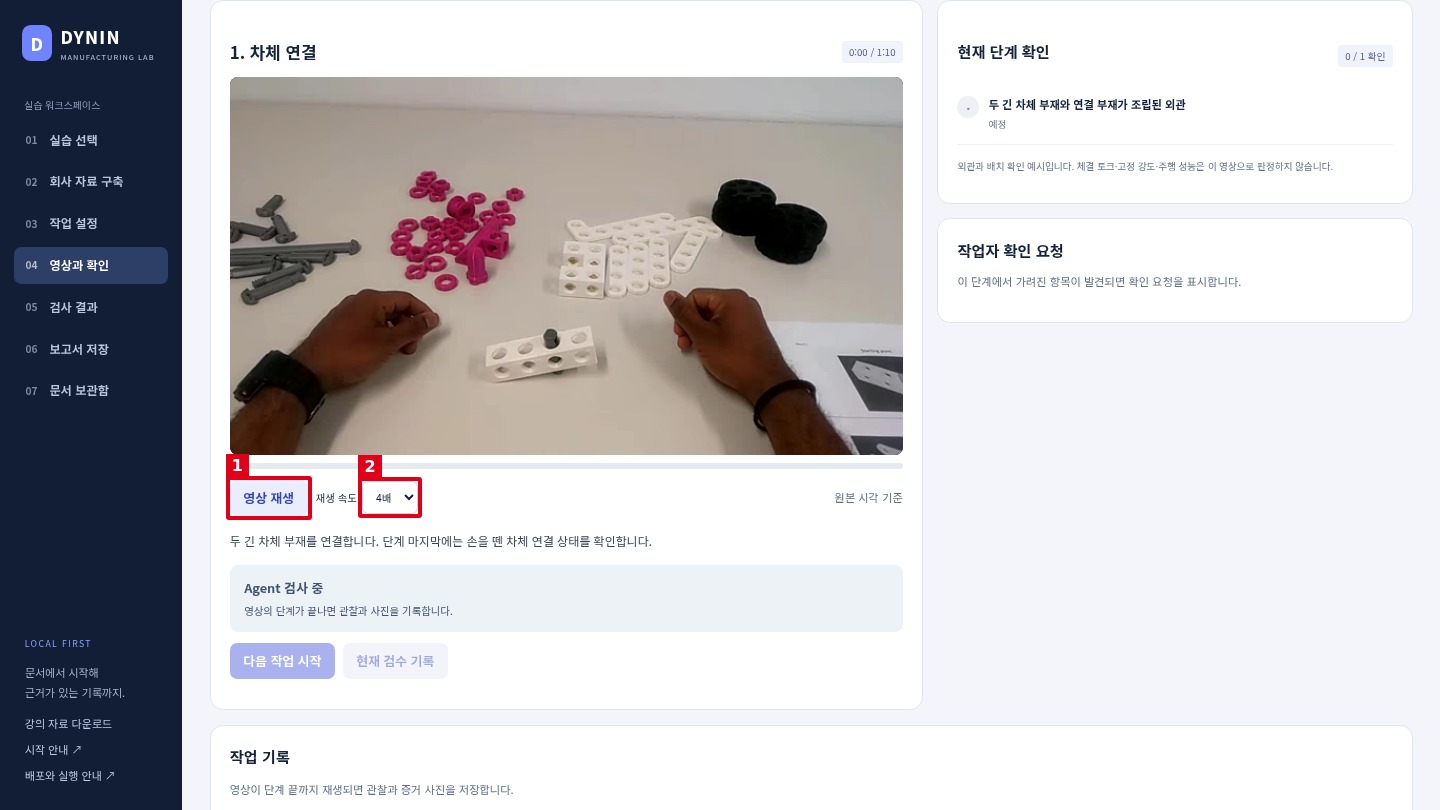 D
DYNIN
MANUFACTURING LAB
실습 워크스페이스
01 실습 선택
02 회사 자료 구축
03 작업 설정
04 영상과 확인
05 검사 결과
06 보고서 저장
07 문서 보관함
LOCAL FIRST
문서에서 시작해
근거가 있는 기록까지.
강의 자료 다운로드
시작 안내 ↗
배포와 실행 안내 ↗
1. 차체 연결
0:00 / 1:10
Starting point
1
2
영상 재생
재생 속도
4배
원본 시각 기준
두 긴 차체 부재를 연결합니다. 단계 마지막에는 손을 뗀 차체 연결 상태를 확인합니다.
Agent 검사 중
영상의 단계가 끝나면 관찰과 사진을 기록합니다.
다음 작업 시작
현재 검수 기록
작업 기록
영상이 단계 끝까지 재생되면 관찰과 증거 사진을 저장합니다.
현재 단계 확인
0 / 1 확인
두 긴 차체 부재와 연결 부재가 조립된 외관
예정
외관과 배치 확인 예시입니다. 체결 토크·고정 강도·주행 성능은 이 영상으로 판정하지 않습니다.
작업자 확인 요청
이 단계에서 가려진 항목이 발견되면 확인 요청을 표시합니다.